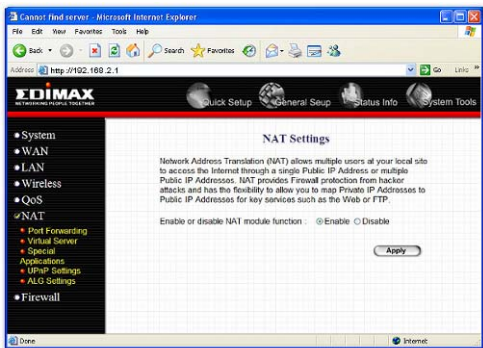 Cannot find server - Microsoft Internet Explorer
File Edit View Favorites Tools Help
Back Search Favorites
Address http://192.168.2.1 Go Links »
EDIMAX
NETWORKING PEOPLE TOGETHER
Quick Setup General Seup Status Info System Tools
System
WAN
LAN
Wireless
QoS
NAT
Port Forwarding
Virtual Server
Special
Applications
UPnP Settings
ALG Settings
Firewall
NAT Settings
Network Address Translation (NAT) allows multiple users at your local site
to access the Internet through a single Public IP Address or multiple
Public IP Addresses. NAT provides Firewall protection from hacker
attacks and has the flexibility to allow you to map Private IP Addresses to
Public IP Addresses for key services such as the Web or FTP.
Enable or disable NAT module function : Enable Disable
Apply
Done Internet